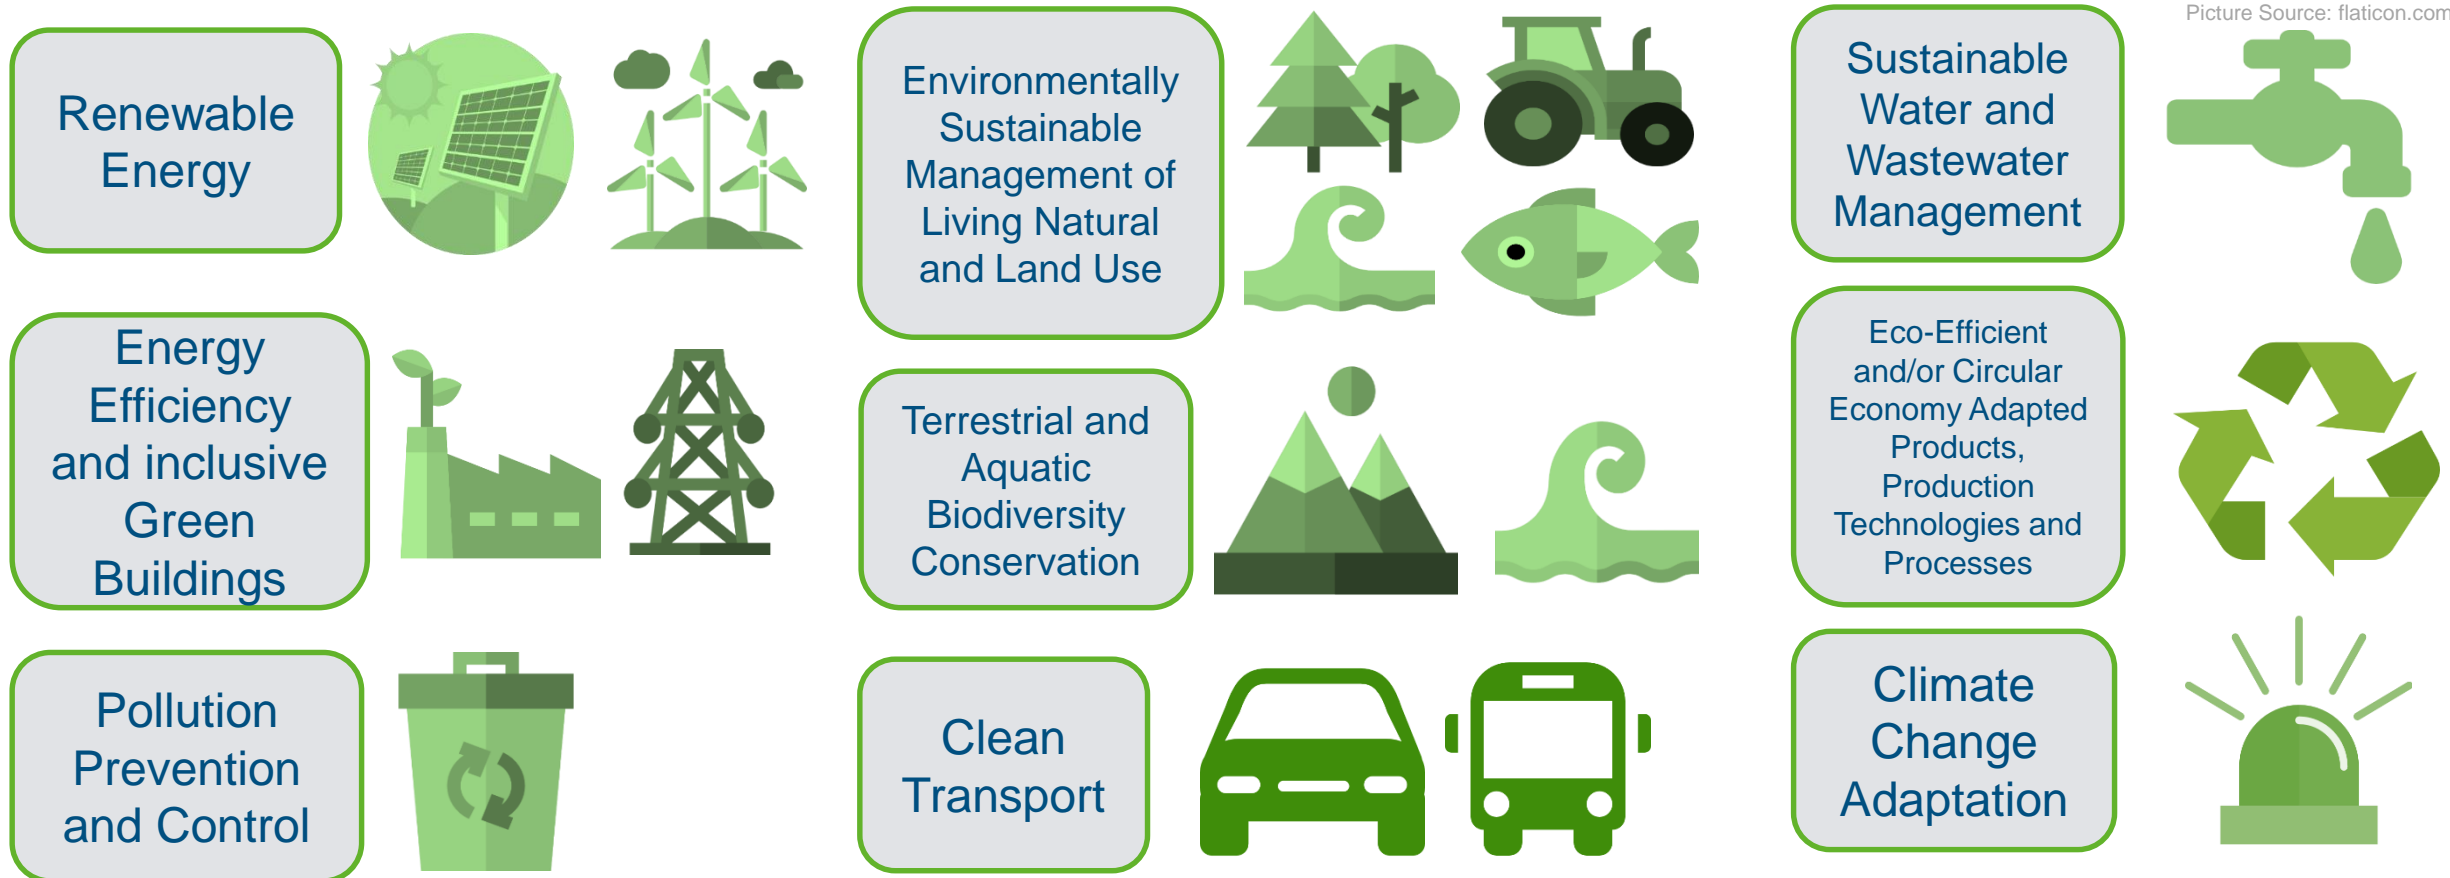 Picture Source: flaticon.com
Renewable
Energy
Environmentally
Sustainable
Management of
Living Natural
and Land Use
Sustainable
Water and
Wastewater
Management
Energy
Efficiency
and inclusive
Green
Buildings
Terrestrial and
Aquatic
Biodiversity
Conservation
Eco-Efficient
and/or Circular
Economy Adapted
Products,
Production
Technologies and
Processes
Pollution
Prevention
and Control
Clean
Transport
Climate
Change
Adaptation